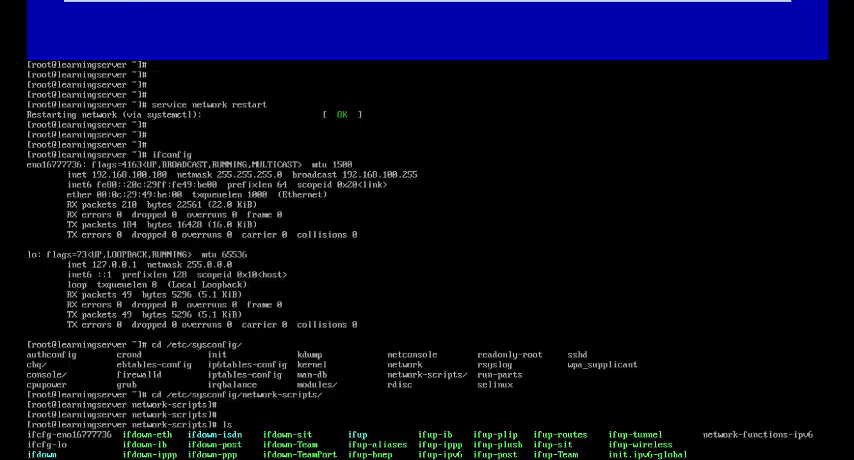 [root@learningserver ~]#
[root@learningserver ~]#
[root@learningserver ~]#
[root@learningserver ~]#
[root@learningserver ~]# service network restart
Restarting network (via systemctl): [ OK ]
[root@learningserver ~]#
[root@learningserver ~]#
[root@learningserver ~]#
[root@learningserver ~]# ifconfig
eno16777736: flags=4163<UP,BROADCAST,RUNNING,MULTICAST> mtu 1500
inet 192.168.100.100 netmask 255.255.255.0 broadcast 192.168.100.255
inet6 fe80::20c:29ff:fe49:be00 prefixlen 64 scopeid 0x20<link>
ether 00:0c:29:49:be:00 txqueuelen 1000 (Ethernet)
RX packets 210 bytes 22561 (22.0 KiB)
RX errors 0 dropped 0 overruns 0 frame 0
TX packets 184 bytes 16428 (16.0 KiB)
TX errors 0 dropped 0 overruns 0 carrier 0 collisions 0
lo: flags=73<UP,LOOPBACK,RUNNING> mtu 65536
inet 127.0.0.1 netmask 255.0.0.0
inet6 ::1 prefixlen 128 scopeid 0x10<host>
loop txqueuelen 0 (Local Loopback)
RX packets 49 bytes 5296 (5.1 KiB)
RX errors 0 dropped 0 overruns 0 frame 0
TX packets 49 bytes 5296 (5.1 KiB)
TX errors 0 dropped 0 overruns 0 carrier 0 collisions 0
[root@learningserver ~]# cd /etc/sysconfig/
authconfig crond init kdump netconsole readonly-root sshd
cbq/ ebtables-config ip6tables-config kernel network rsyslog wpa_supplicant
console/ firewalld iptables-config man-db network-scripts/ run-parts
cpupower grub irqbalance modules/ rdisc selinux
[root@learningserver ~]# cd /etc/sysconfig/network-scripts/
[root@learningserver network-scripts]#
[root@learningserver network-scripts]#
[root@learningserver network-scripts]# ls
ifcfg-eno16777736 ifdown-eth ifdown-isdn ifdown-sit ifup ifup-ib ifup-plip ifup-routes ifup-tunnel network-functions-ipv6
ifcfg-lo ifdown-ib ifdown-post ifdown-Team ifup-aliases ifup-ippp ifup-plusb ifup-sit ifup-wireless
ifdown ifdown-ippp ifdown-ppp ifdown-TeamPort ifup-bnep ifup-ipv6 ifup-post ifup-Team init.ipv6-global